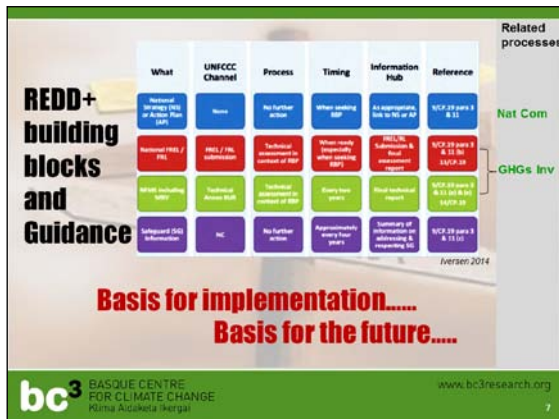 REDD+
building
blocks
and
Guidance
What
UNFCCC
Channel
Process
Timing
Information
Hub
Reference
National
Strategy (NS)
or Action Plan
(AP)
None
No further
action
When seeking
RBP
As appropriate,
link to NS or AP
9/CP.19 para 3
& 11
National FREL /
FRL
FREL / FRL
submission
Technical
assessment in
context of RBP
When ready
(especially
when seeking
RBP)
FREL/RL
Submission &
final
assessment
report
9/CP.19 para 3
& 11 (b)
14/CP.19
NFMS including
MRV
Technical
Annex BUR
Technical
assessment in
context of RBP
Every two
years
Final technical
report
9/CP.19 para 3
14/CP.19
Safeguard (SG)
information
NC
No further
action
Approximately
every four
years
Summary of
information on
addressing &
respecting SG
9/CP.19 para 3
& 11 (c)
Iversen 2014
Related
processes
Nat Com
GHGs Inv
Basis for implementation......
Basis for the future.....
bc3
BASQUE CENTRE
FOR CLIMATE CHANGE
Klima Aldaketa Ikergai
www.bc3research.org
7